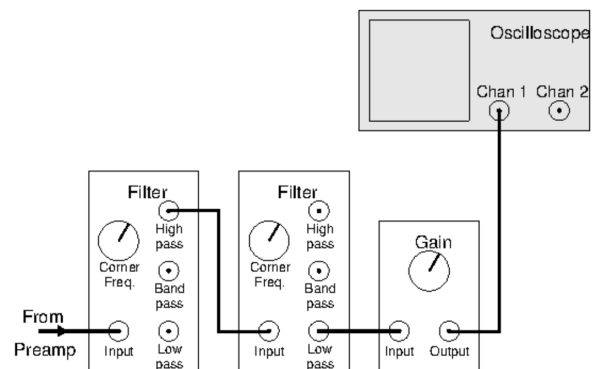 Oscilloscope
Chan 1 Chan 2
Filter
High
pass
Corner
Freq.
Band
pass
From
Preamp
Input
Low
pass
Filter
High
pass
Corner
Freq.
Band
pass
Input
Low
pass
Gain
Input Output